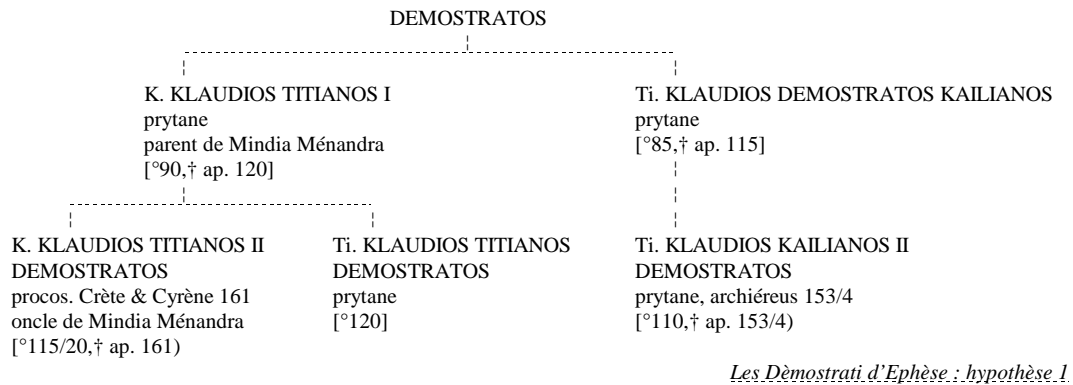 DEMOSTRATOS
K. KLAUDIOS TITIANOS I
prytane
parent de Mindia Ménandra
[°90,† ap. 120]
Ti. KLAUDIOS DEMOSTRATOS KAILIANOS
prytane
[°85,† ap. 115]
K. KLAUDIOS TITIANOS II
DEMOSTRATOS
procos. Crète & Cyrène 161
oncle de Mindia Ménandra
[°115/20,† ap. 161)
Ti. KLAUDIOS TITIANOS
DEMOSTRATOS
prytane
[°120]
Ti. KLAUDIOS KAILIANOS II
DEMOSTRATOS
prytane, archiéreus 153/4
[°110,† ap. 153/4)
Les Dèmostrati d'Ephèse : hypothèse 1